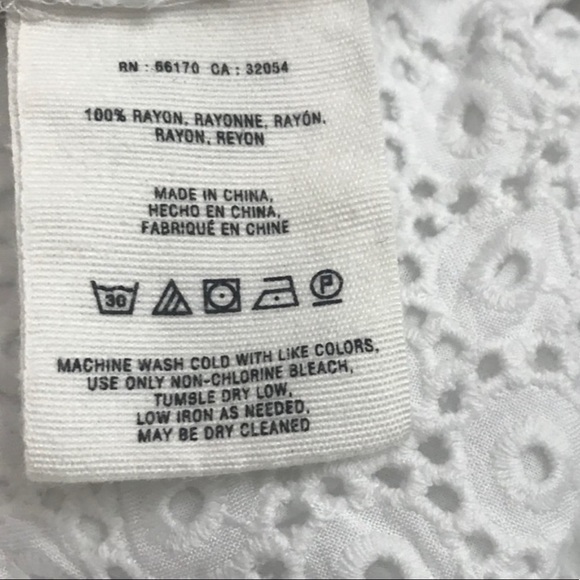 RN : 66170 CA : 32054
100% RAYON, RAYONNE, RAYÓN,
RAYON, REYON
MADE IN CHINA,
HECHO EN CHINA,
FABRIQUÉ EN CHINE
30 P
MACHINE WASH COLD WITH LIKE COLORS,
USE ONLY NON-CHLORINE BLEACH,
TUMBLE DRY LOW,
LOW IRON AS NEEDED,
MAY BE DRY CLEANED